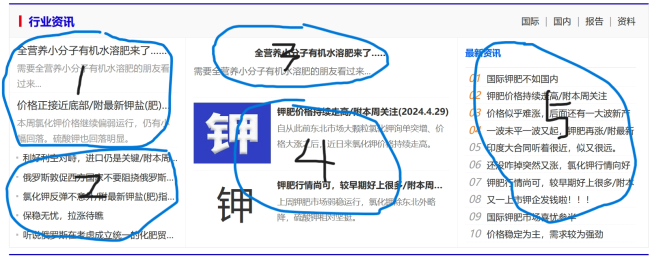 行业资讯
国际 | 国内 | 报告 | 资料
全营养小分子有机水溶肥来了……
需要全营养小分子有机水溶肥的朋友看
过来...
价格正接近底部/附最新钾盐(肥)...
本周氯化钾价格继续偏弱运行,仍有小
幅回落,硫酸钾也回落明显。
1
利好利空对峙,进口仍是关键/附本周...
俄罗斯敦促西方国家不要阻挠俄罗斯...
氯化钾反弹不 最新钾盐(肥)指...
保稳无忧,拉涨待瞧
听说俄罗斯在考虑成立统一的化肥贸...
2
全营养小分子有机水溶肥来了……
需要全营养小分子有机水溶肥的朋友看过来...
3
钾
钾肥价格持续走高/附本周关注(2024.4.29)
自从此前东北市场大颗粒氯化钾询单突增、价
格大涨之后,近日来氯化钾价格持续走高。
钾
钾肥行情尚可,较早期好上很多/附本周...
上周钾肥市场弱稳运行,氯化钾除东北外略
降,硫酸钾相对坚挺。
4
最新资讯
01 国际钾肥不如国内
02 钾肥价格持续走高/附本周关注
03 价格似乎难涨,后面还有一大波新产
04 一波未平一波又起,钾肥再涨/附最新
05 印度大合同听着很近,似又很远。
06 还没咋掉突然又涨,氯化钾行情向好
07 钾肥行情尚可,较早期好上很多/附本
08 又一上市钾企发钱啦!!!
09 国际钾肥市场喜忧参半
10 价格稳定为主,需求较为强劲
5